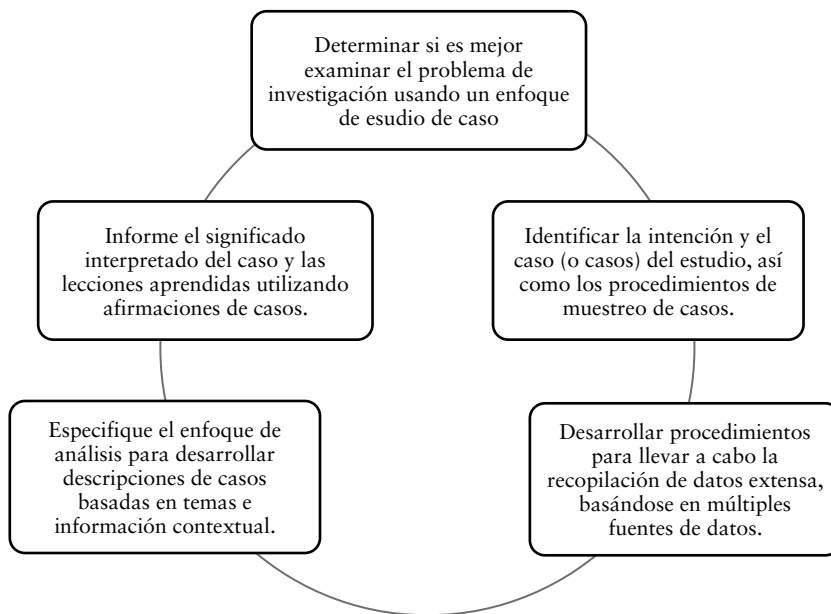 Determinar si es mejor
examinar el problema de
investigación usando un enfoque
de esudio de caso
Identificar la intención y el
caso (o casos) del estudio, así
como los procedimientos de
muestreo de casos.
Desarrollar procedimientos
para llevar a cabo la
recopilación de datos extensa,
basándose en múltiples
fuentes de datos.
Especifique el enfoque de
análisis para desarrollar
descripciones de casos
basadas en temas e
información contextual.
Informe el significado
interpretado del caso y las
lecciones aprendidas utilizando
afirmaciones de casos.